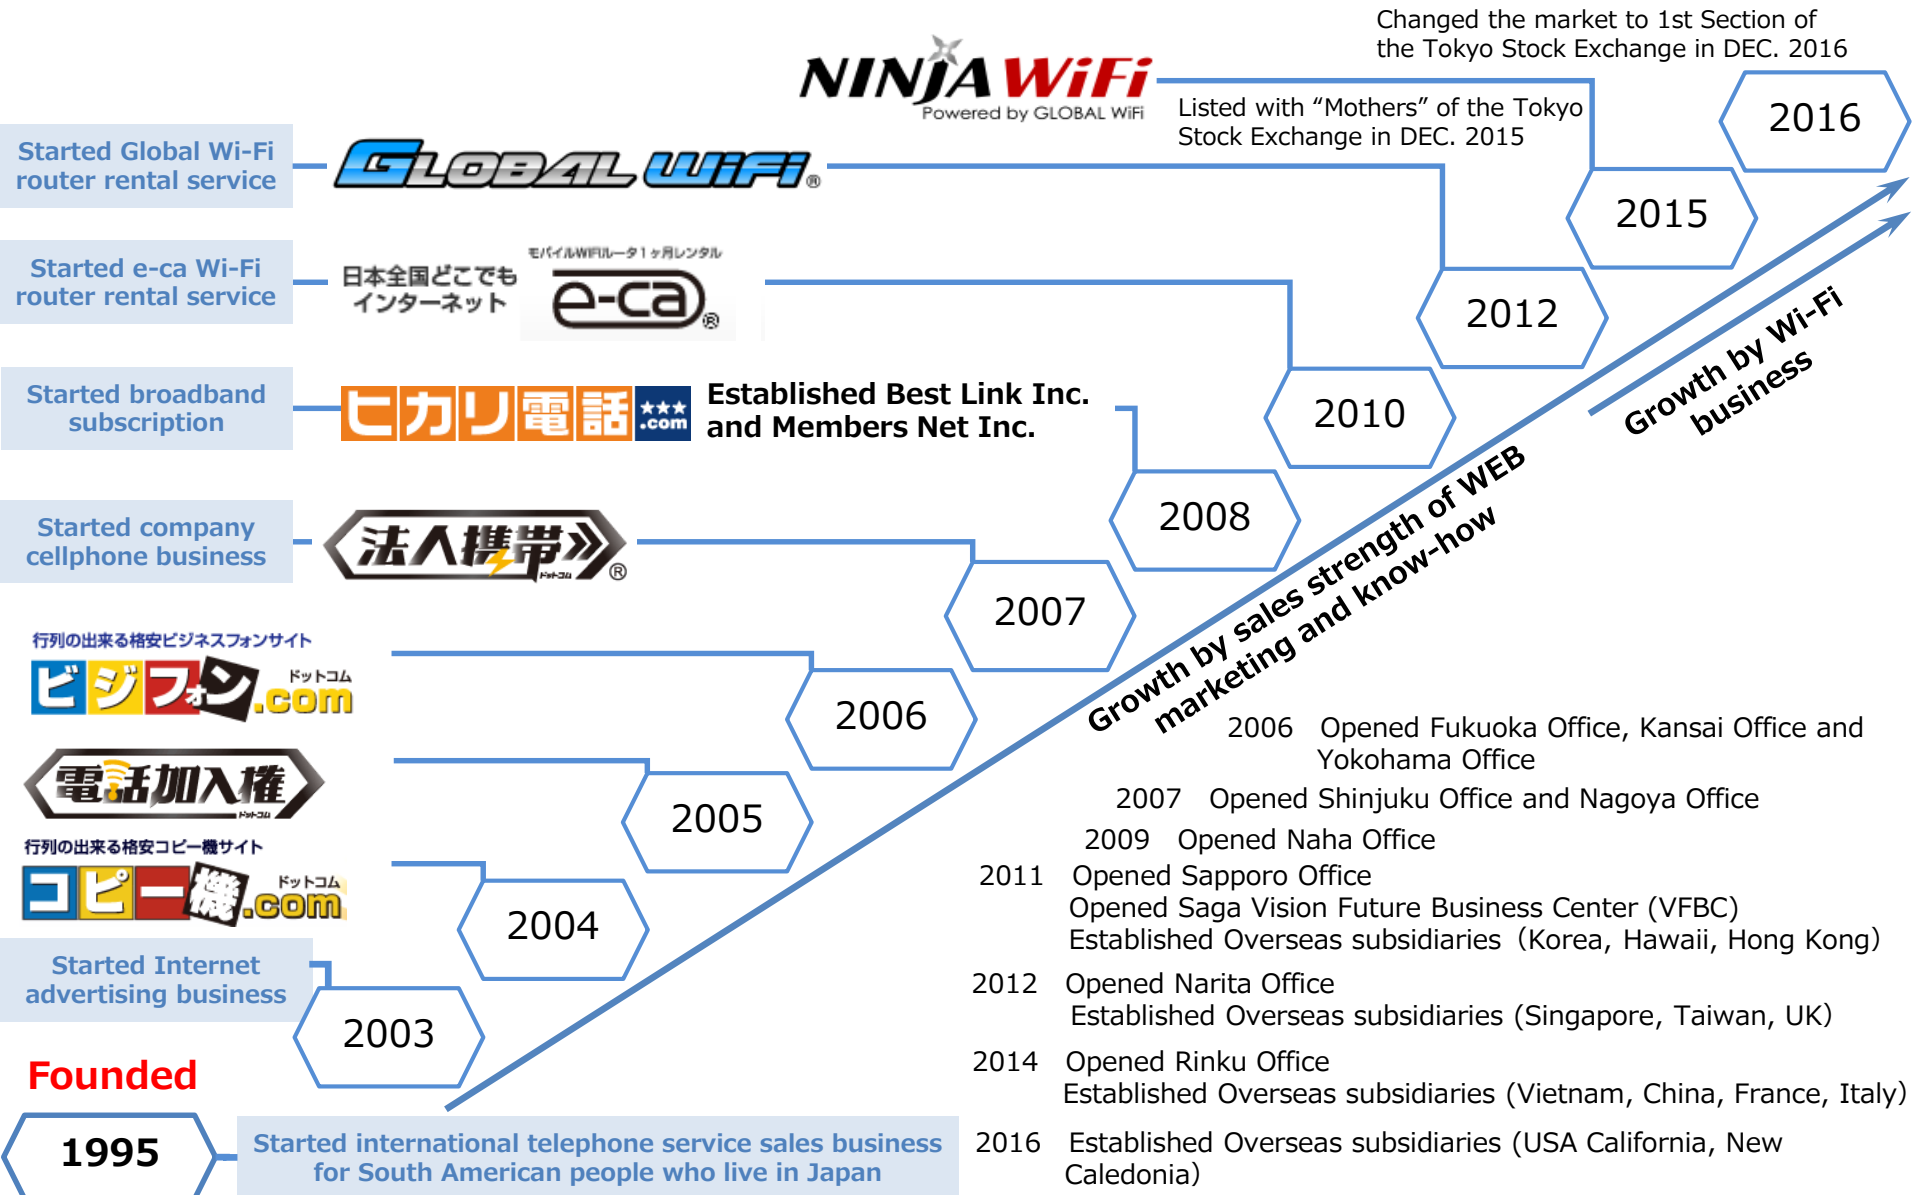 Changed the market to 1st Section of
the Tokyo Stock Exchange in DEC. 2016
NINJA WiFi
Powered by GLOBAL WiFi
Listed with “Mothers” of the Tokyo
Stock Exchange in DEC. 2015
2016
Started Global Wi-Fi
router rental service
GLOBAL WiFi®
2015
Started e-ca Wi-Fi
router rental service
日本全国どこでも
インターネット
モバイルWIFIルータ1ヶ月レンタル
e-ca®
2012
Growth by Wi-Fi
business
Started broadband
subscription
ヒカリ電話
★★★
.com
Established Best Link Inc.
and Members Net Inc.
2010
Started company
cellphone business
法人携帯
ドットコム
®
2008
Growth by sales strength of WEB
marketing and know-how
2007
行列の出来る格安ビジネスフォンサイト
ビジフォン.com
ドットコム
2006
電話加入権
ドットコム
2005
行列の出来る格安コピー機サイト
コピー機.com
ドットコム
2004
Started Internet
advertising business
2003
Founded
1995
Started international telephone service sales business
for South American people who live in Japan
2006 Opened Fukuoka Office, Kansai Office and
Yokohama Office
2007 Opened Shinjuku Office and Nagoya Office
2009 Opened Naha Office
2011 Opened Sapporo Office
Opened Saga Vision Future Business Center (VFBC)
Established Overseas subsidiaries（Korea, Hawaii, Hong Kong）
2012 Opened Narita Office
Established Overseas subsidiaries (Singapore, Taiwan, UK）
2014 Opened Rinku Office
Established Overseas subsidiaries (Vietnam, China, France, Italy）
2016 Established Overseas subsidiaries (USA California, New
Caledonia）